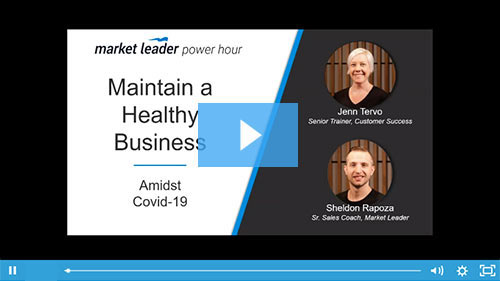 market leader power hour
Maintain a
Healthy
Business
Amidst
Covid-19
Jenn Tervo
Senior Trainer, Customer Success
Sheldon Rapoza
Sr. Sales Coach, Market Leader